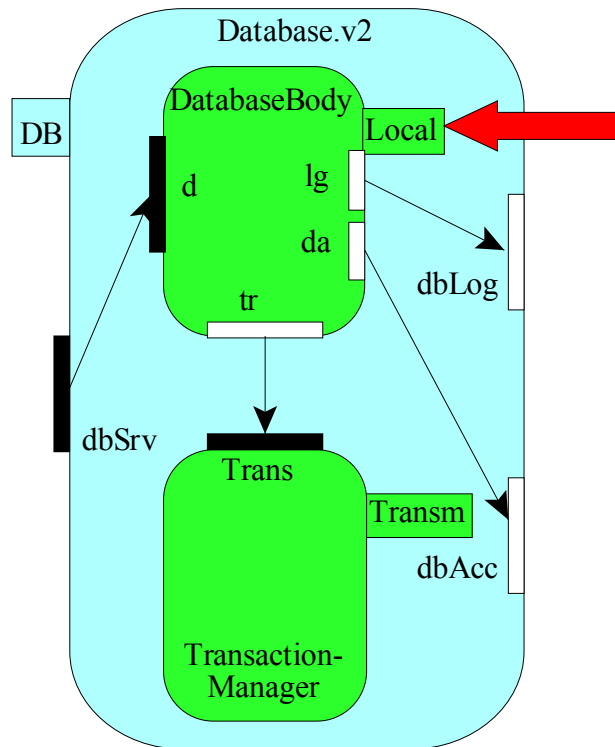 Database.v2
DatabaseBody
DB
Local
d
lg
da
dbLog
tr
dbSrv
Trans
Transm
dbAcc
Transaction-
Manager